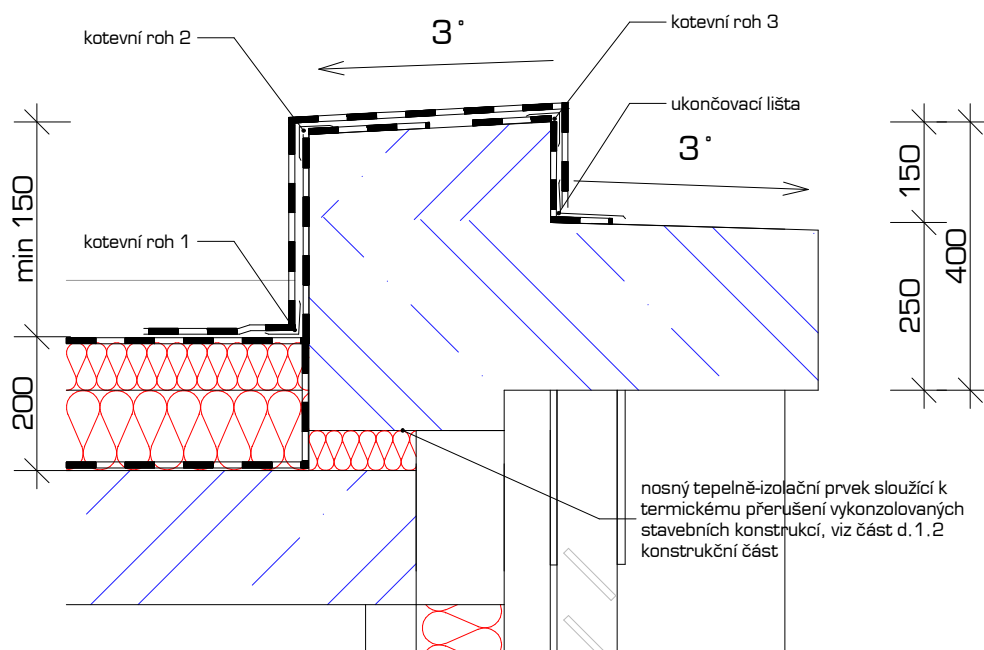 kotevní roh 2
3°
kotevní roh 3
ukončovací lišta
3°
min 150
150
kotevní roh 1
400
250
200
nosný tepelně-izolační prvek sloužící k
termickému přerušení vykonzolovaných
stavebních konstrukcí, viz část d.1.2
konstrukční část